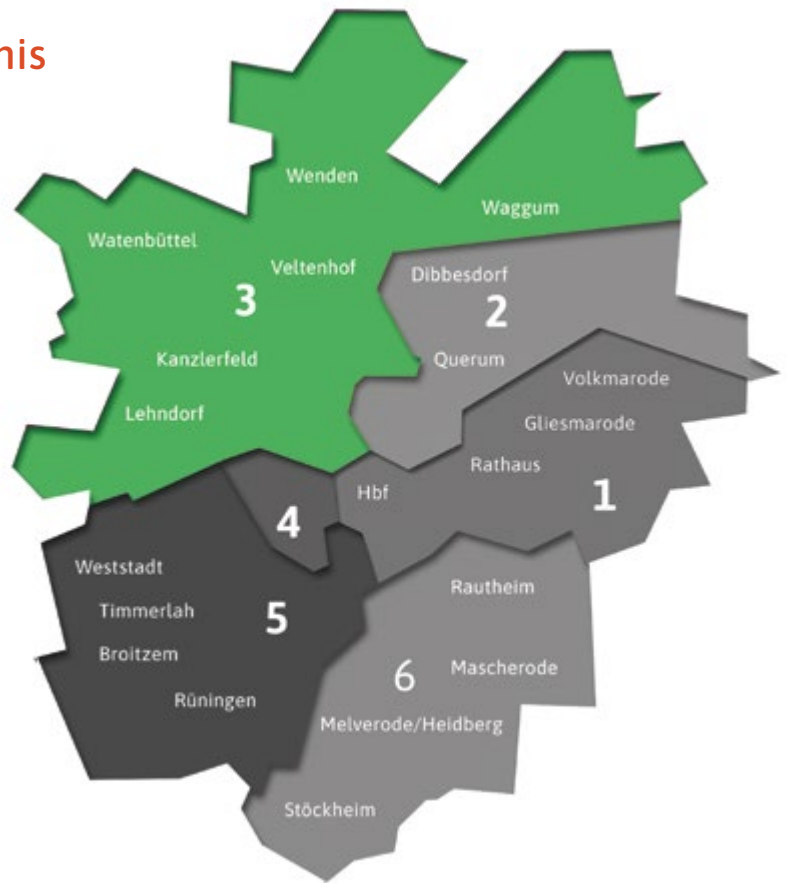 nis
Wenden
Waggum
Watenbüttel
Veltenhof
Dibbesdorf
3
2
Kanzlerfeld
Querum
Volkmarode
Lehndorf
Gliesmarode
Rathaus
Hbf
1
4
Weststadt
Rautheim
Timmerlah
5
Broitzem
Mascherode
6
Rüningen
Melverode/Heidberg
Stöckheim